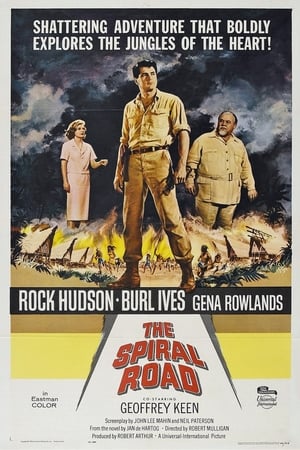 SHATTERING ADVENTURE THAT BOLDLY
EXPLORES THE JUNGLES OF THE HEART!
ROCK HUDSON · BURL IVES GENA ROWLANDS
THE
SPIRAL
ROAD
in Eastman
COLOR
CO-STARRING
GEOFFREY KEEN
Screenplay by JOHN LEE MAHIN and NEIL PATERSON
From the novel by JAN de HARTOG · Directed by ROBERT MULLIGAN
Produced by ROBERT ARTHUR · A Universal-International Picture